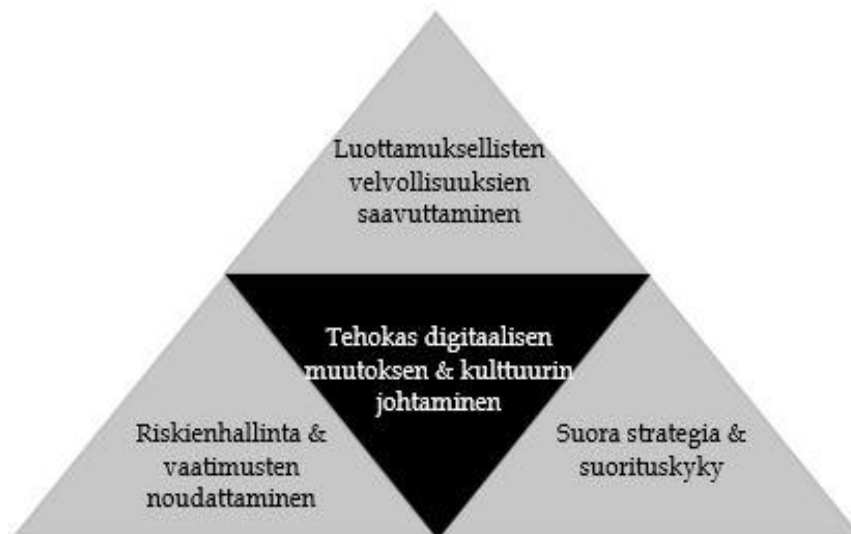 Luottamuksellisten
velvollisuuksien
saavuttaminen
Tehokas digitaalisen
muutoksen & kulttuurin
johtaminen
Riskienhallinta &
vaatimusten
noudattaminen
Suora strategia &
suorituskyky